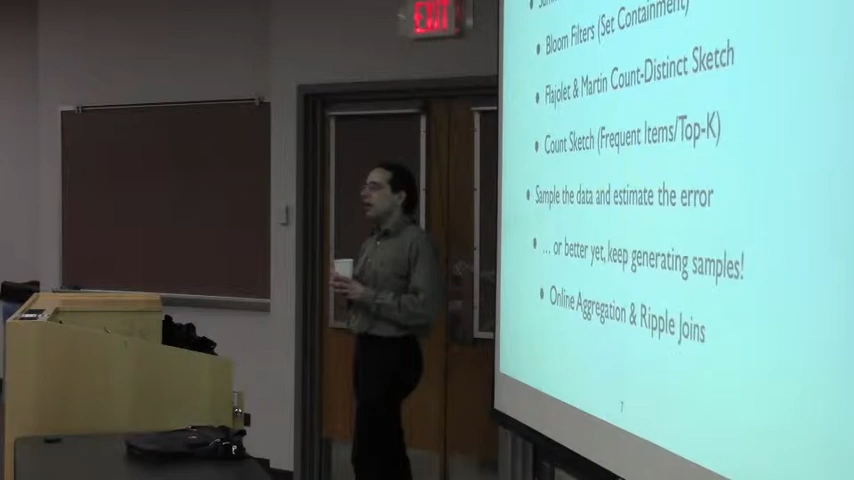 EXIT
Bloom Filters (Set Containment)
Flajolet & Martin Count-Distinct Sketch
Count Sketch (Frequent Items/Top-K)
Sample the data and estimate the error
... or better yet, keep generating samples!
Online Aggregation & Ripple Joins
7